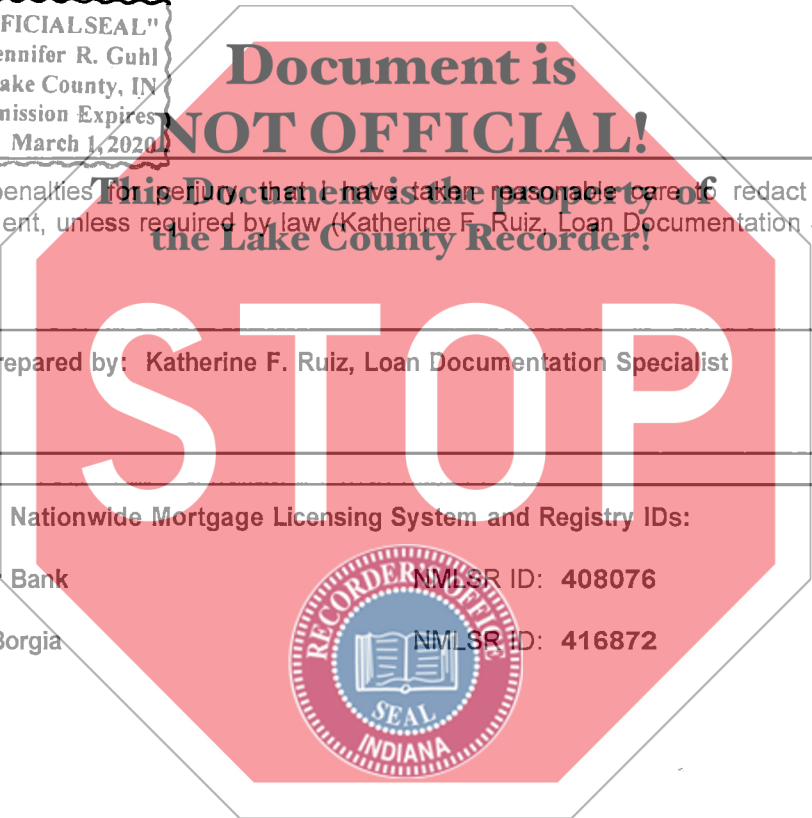 FICIALSEAL"
ennifer R. Guhl
ake County, IN
mission Expires
March 1,2020
Document is
NOT OFFICIAL!
This Document is the property of
the Lake County Recorder!
penalties for perjury, that I have taken reasonable care to redact
ent, unless required by law (Katherine F. Ruiz, Loan Documentation
STOP
repared by: Katherine F. Ruiz, Loan Documentation Specialist
Nationwide Mortgage Licensing System and Registry IDs:
Bank NMLSR ID: 408076
Borgia NMLSR ID: 416872
RECORDER'S OFFICE
SEAL
INDIANA